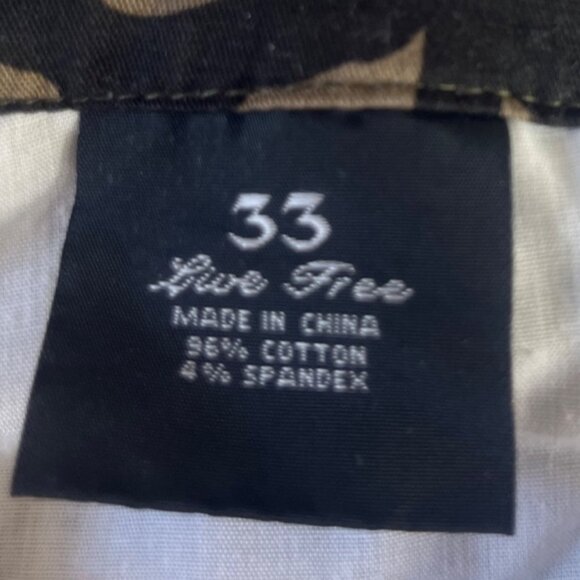 33
Live Free
MADE IN CHINA
96% COTTON
4% SPANDEX